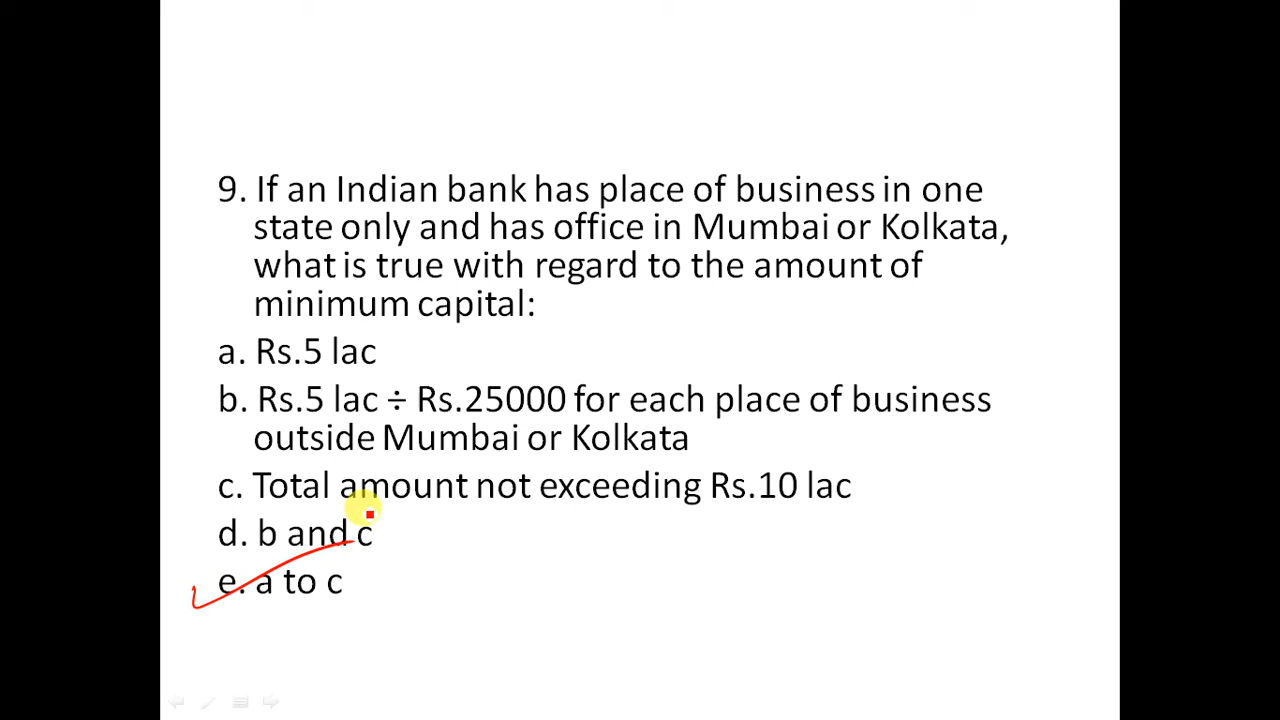 9. If an Indian bank has place of business in one
state only and has office in Mumbai or Kolkata,
what is true with regard to the amount of
minimum capital:
a. Rs.5 lac
b. Rs.5 lac ÷ Rs.25000 for each place of business
outside Mumbai or Kolkata
c. Total amount not exceeding Rs.10 lac
d. b and c
e. a to c